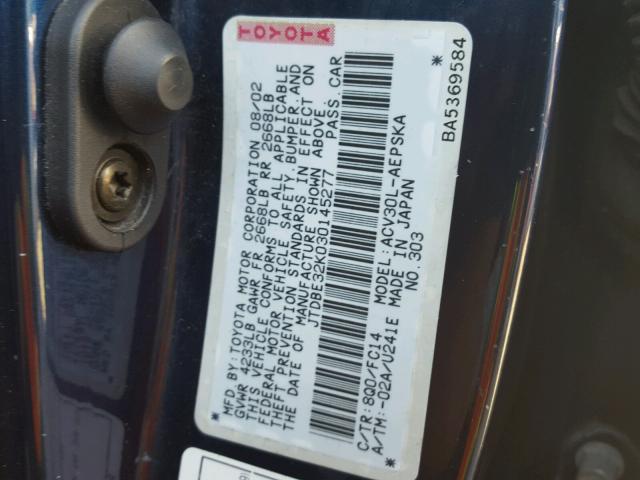 TOYOTA
MFD.BY:TOYOTA MOTOR CORPORATION 08/02
GVWR 4233LB GAWR FR 2668LB RR 2668LB
THIS VEHICLE CONFORMS TO ALL APPLICABLE
FEDERAL MOTOR VEHICLE SAFETY, BUMPER, AND
THEFT PREVENTION STANDARDS IN EFFECT ON
THE DATE OF MANUFACTURE SHOWN ABOVE.
JTDBE32K030145277 PASS.CAR
C/TR:8Q0/FC14 MODEL:ACV30L-AEPSKA
A/TM:-02A/U241E MADE IN JAPAN
NO.303
* BA5369584 *